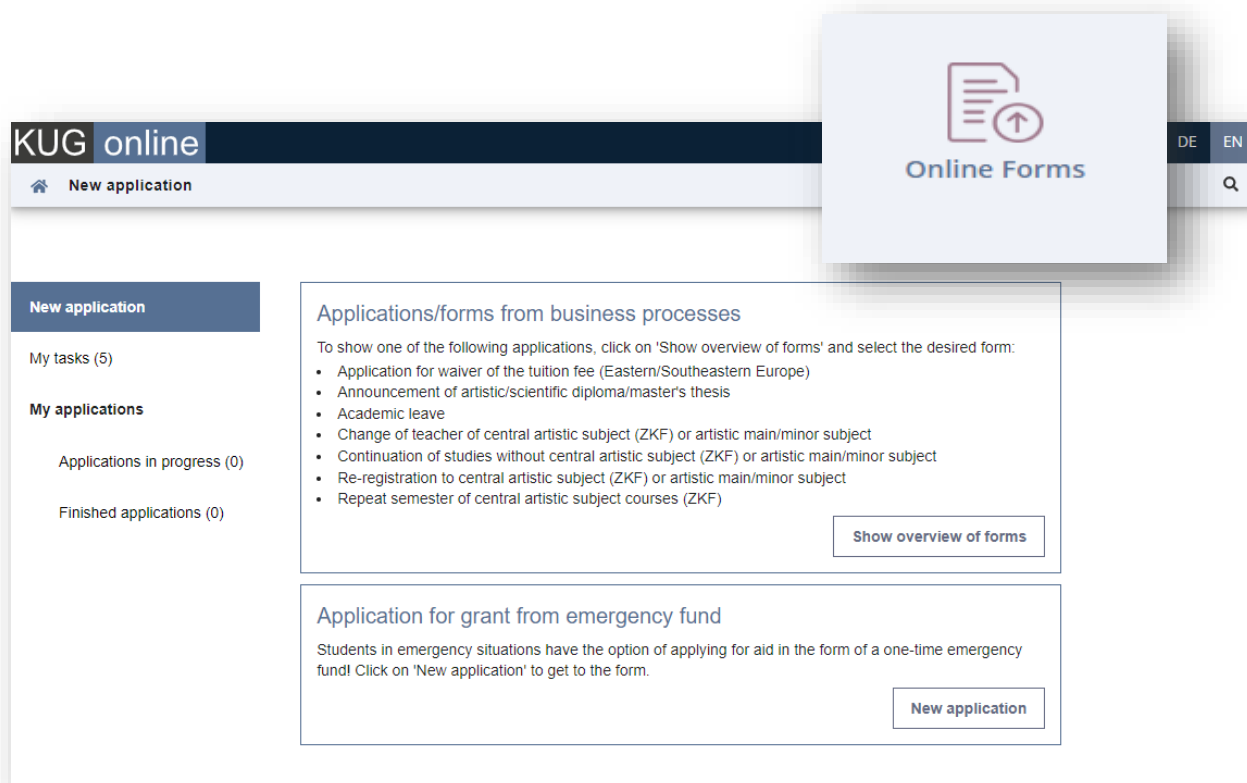 KUG online
DE EN
Online Forms
New application
New application
My tasks (5)
My applications
Applications in progress (0)
Finished applications (0)
Applications/forms from business processes
To show one of the following applications, click on 'Show overview of forms' and select the desired form:
• Application for waiver of the tuition fee (Eastern/Southeastern Europe)
• Announcement of artistic/scientific diploma/master's thesis
• Academic leave
• Change of teacher of central artistic subject (ZKF) or artistic main/minor subject
• Continuation of studies without central artistic subject (ZKF) or artistic main/minor subject
• Re-registration to central artistic subject (ZKF) or artistic main/minor subject
• Repeat semester of central artistic subject courses (ZKF)
Show overview of forms
Application for grant from emergency fund
Students in emergency situations have the option of applying for aid in the form of a one-time emergency
fund! Click on 'New application' to get to the form.
New application